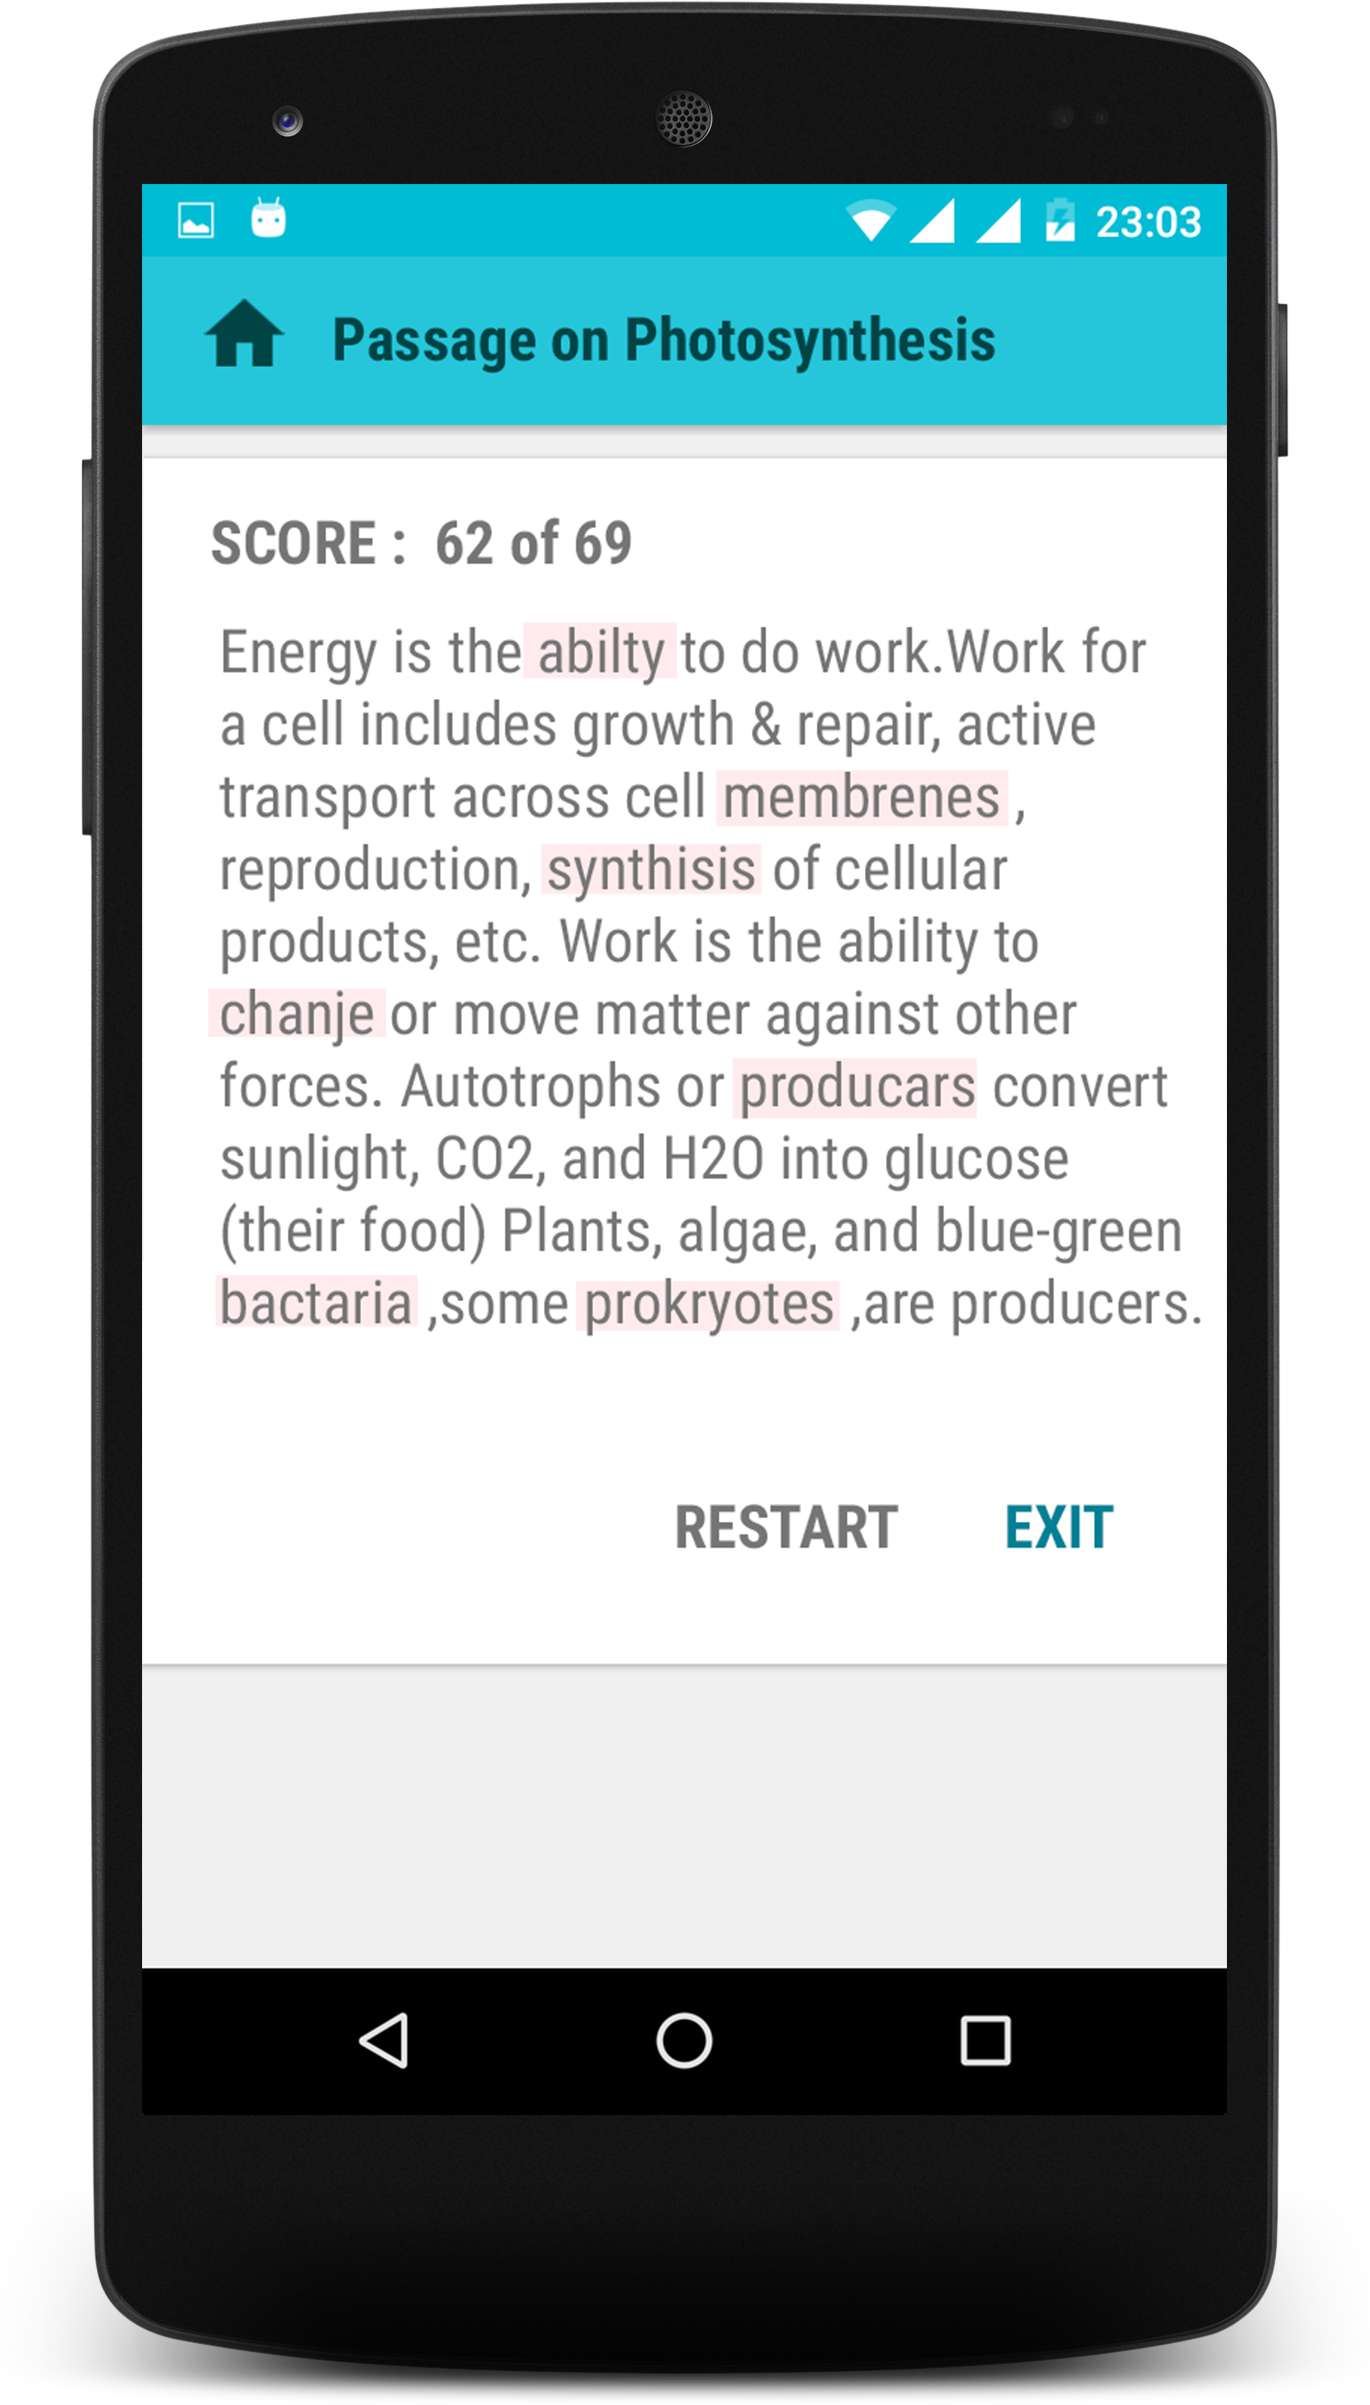 23:03
Passage on Photosynthesis
SCORE : 62 of 69
Energy is the abilty to do work.Work for
a cell includes growth & repair, active
transport across cell membrenes ,
reproduction, synthisis of cellular
products, etc. Work is the ability to
chanje or move matter against other
forces. Autotrophs or producars convert
sunlight, CO2, and H2O into glucose
(their food) Plants, algae, and blue-green
bactaria ,some prokryotes ,are producers.
RESTART EXIT